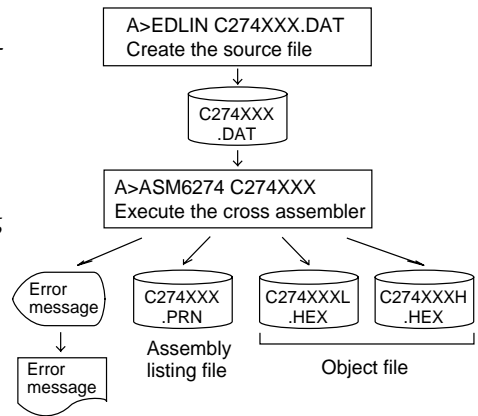 A>EDLIN C274XXX.DAT
Create the source file
C274XXX
.DAT
A>ASM6274 C274XXX
Execute the cross assembler
Error
message
C274XXX
.PRN
C274XXXL
.HEX
C274XXXH
.HEX
Assembly
listing file
Object file
Error
message